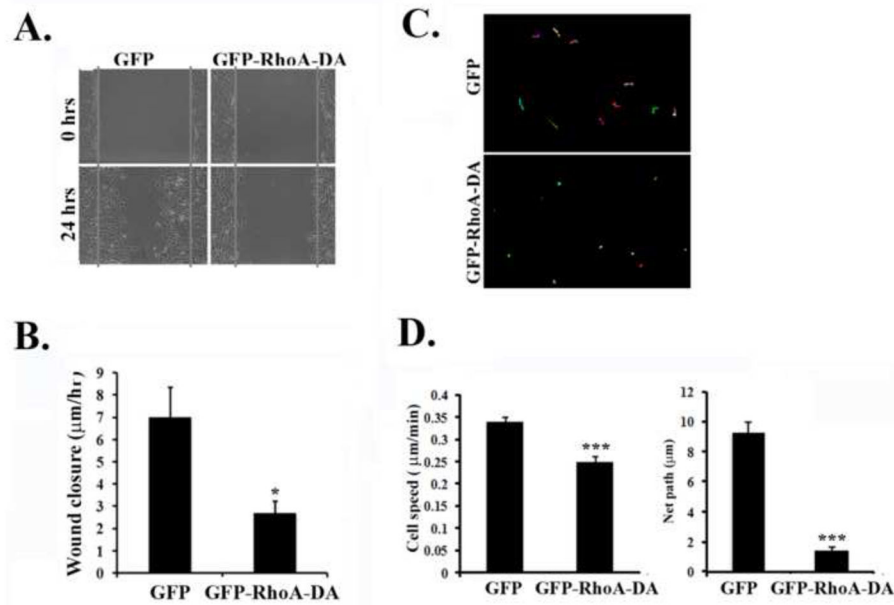 A.
GFP GFP-RhoA-DA
0 hrs
24 hrs
B.
Wound closure (μm/hr)
9
8
7
6
5
4
3
2
1
0
*
GFP GFP-RhoA-DA
C.
GFP
GFP-RhoA-DA
D.
Cell speed ( μm/min)
0.4
0.35
0.3
0.25
0.2
0.15
0.1
0.05
0
***
GFP GFP-RhoA-DA
Net path (μm)
12
10
8
6
4
2
0
***
GFP GFP-RhoA-DA